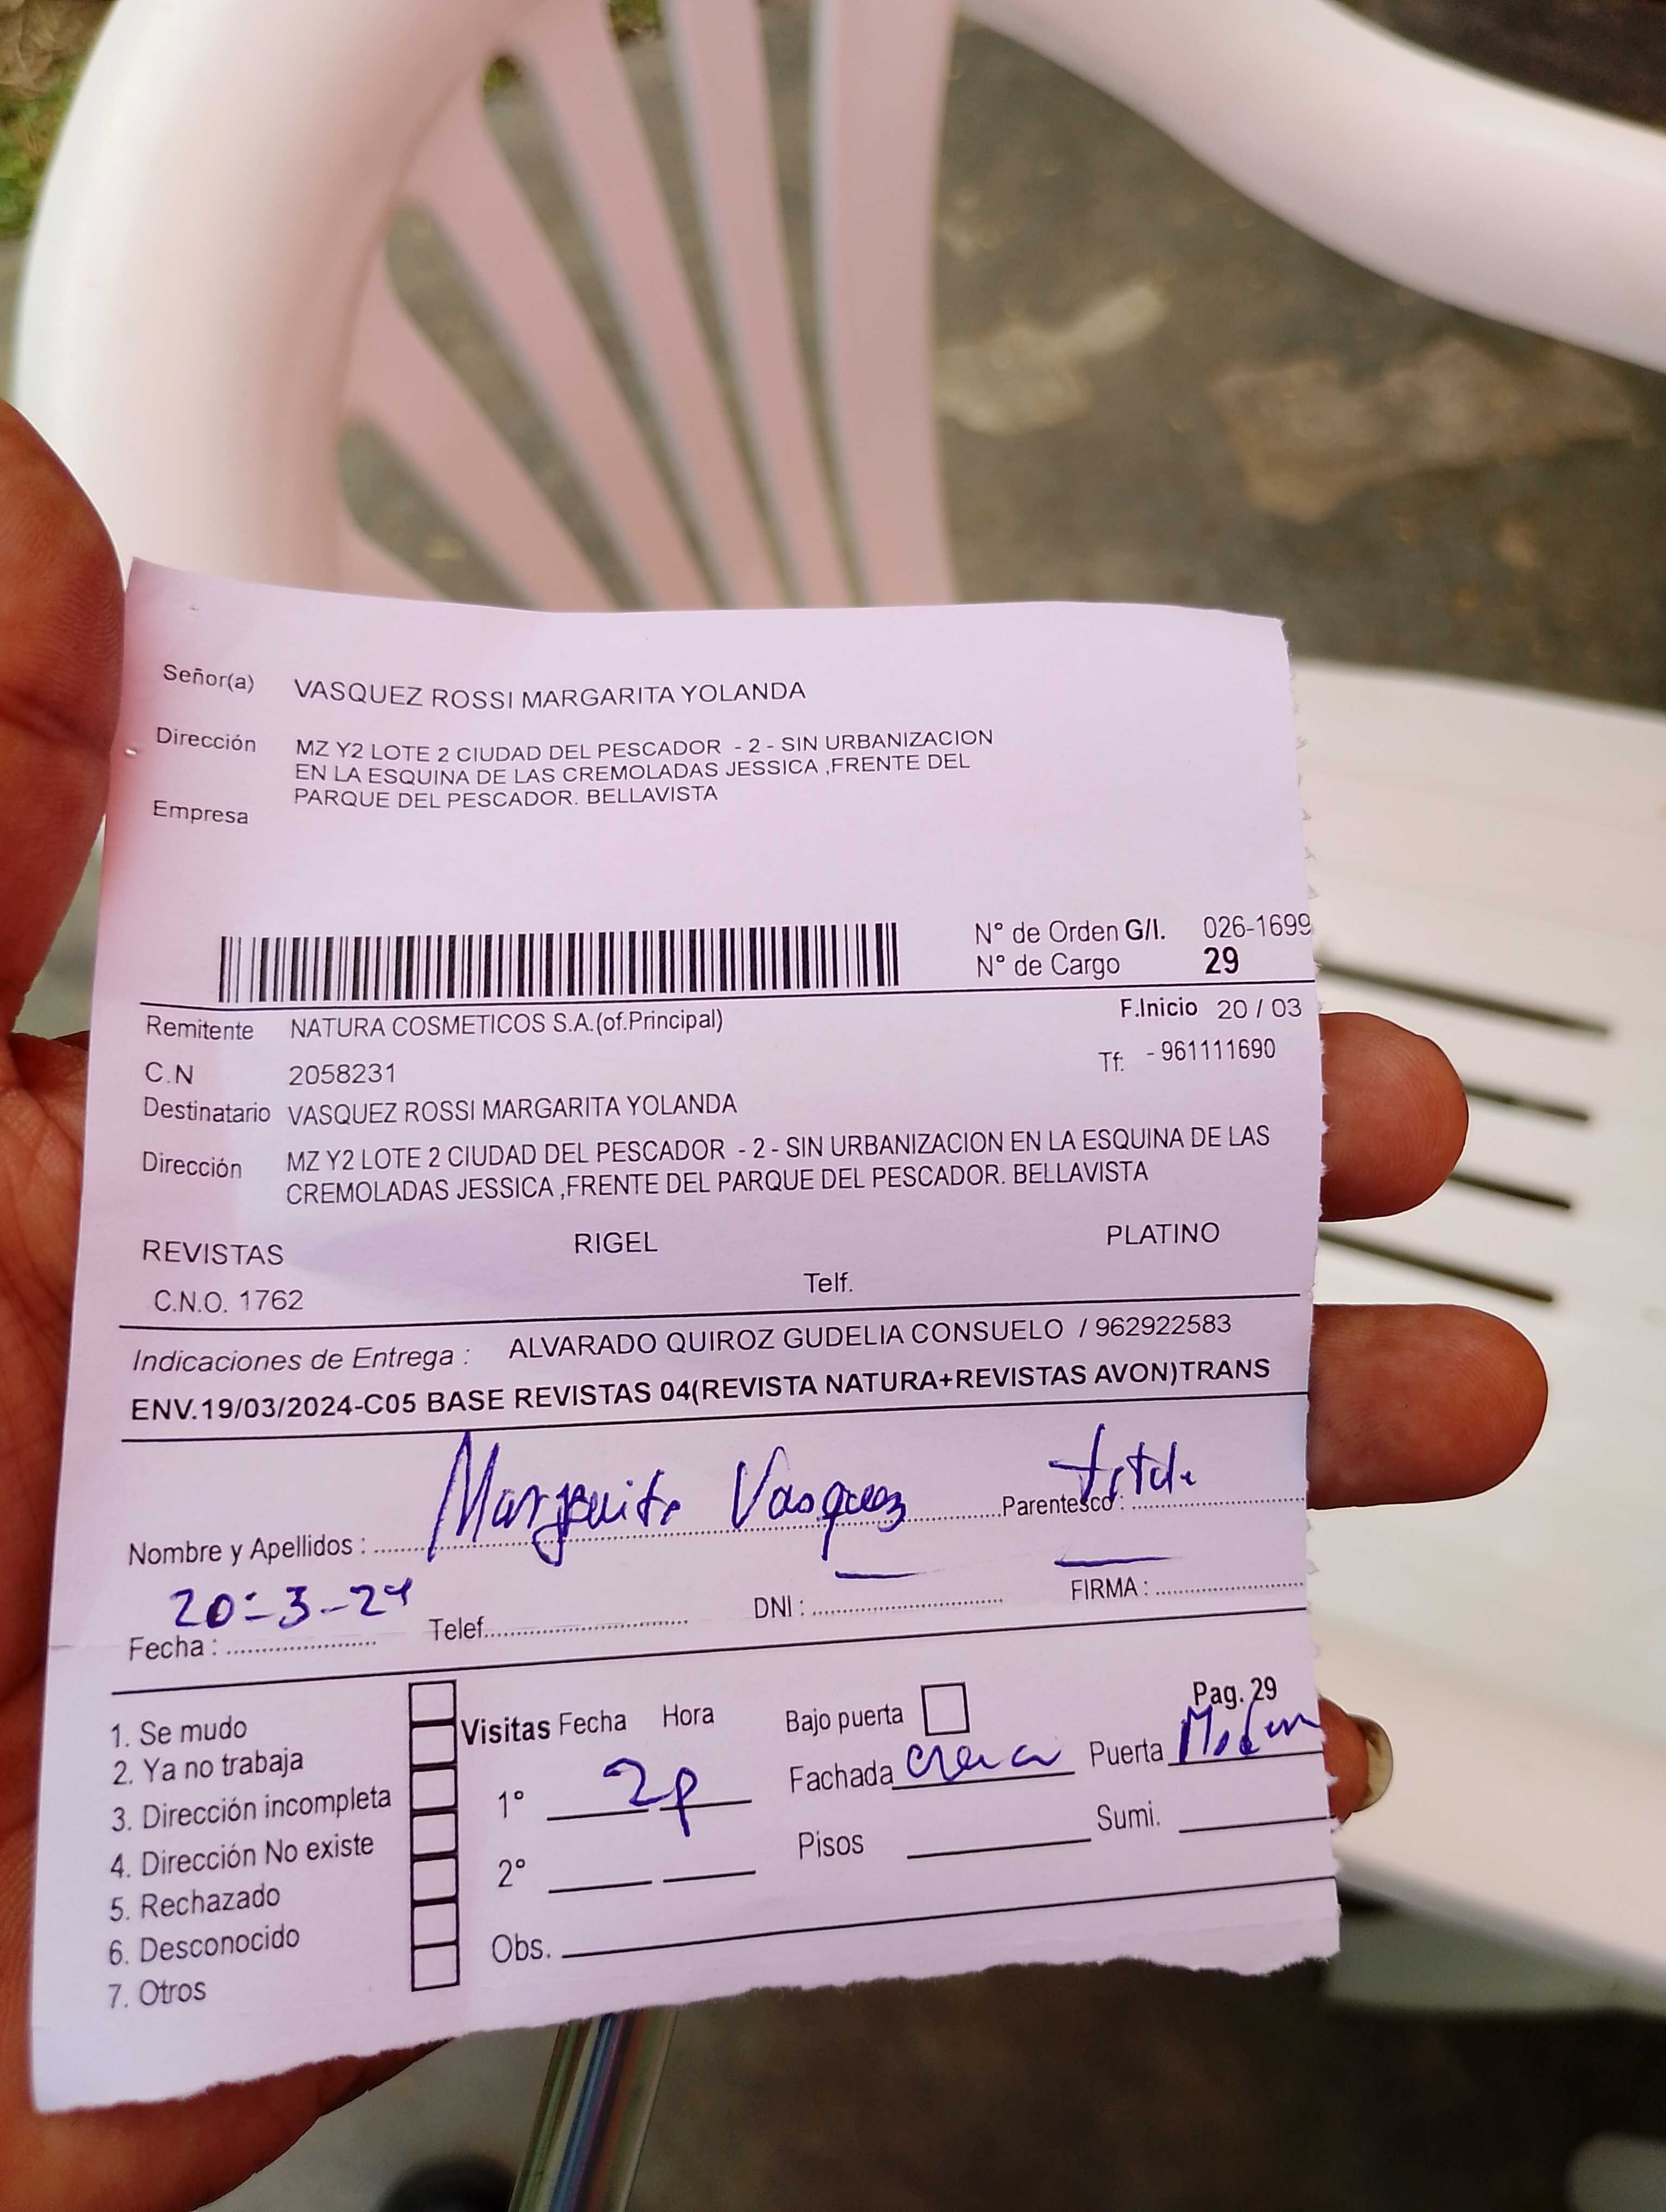 Señor(a) VASQUEZ ROSSI MARGARITA YOLANDA
Dirección MZ Y2 LOTE 2 CIUDAD DEL PESCADOR - 2 - SIN URBANIZACION
EN LA ESQUINA DE LAS CREMOLADAS JESSICA ,FRENTE DEL
PARQUE DEL PESCADOR. BELLAVISTA
Empresa
N° de Orden G/I. 026-1699
N° de Cargo 29
Remitente NATURA COSMETICOS S.A.(of.Principal) F.Inicio 20 / 03
C.N 2058231 Tf: - 961111690
Destinatario VASQUEZ ROSSI MARGARITA YOLANDA
Dirección MZ Y2 LOTE 2 CIUDAD DEL PESCADOR - 2 - SIN URBANIZACION EN LA ESQUINA DE LAS
CREMOLADAS JESSICA ,FRENTE DEL PARQUE DEL PESCADOR. BELLAVISTA
REVISTAS RIGEL PLATINO
C.N.O. 1762 Telf.
Indicaciones de Entrega : ALVARADO QUIROZ GUDELIA CONSUELO / 962922583
ENV.19/03/2024-C05 BASE REVISTAS 04(REVISTA NATURA+REVISTAS AVON)TRANS
Nombre y Apellidos : Vasquez Parentesco :
Fecha : 20-3-24 Telef. DNI : FIRMA :
Pag. 29
1. Se mudo Visitas Fecha Hora Bajo puerta
2. Ya no trabaja
3. Dirección incompleta 1° 2p Fachada Puerta
4. Dirección No existe
5. Rechazado 2° Pisos Sumi.
6. Desconocido
7. Otros Obs.